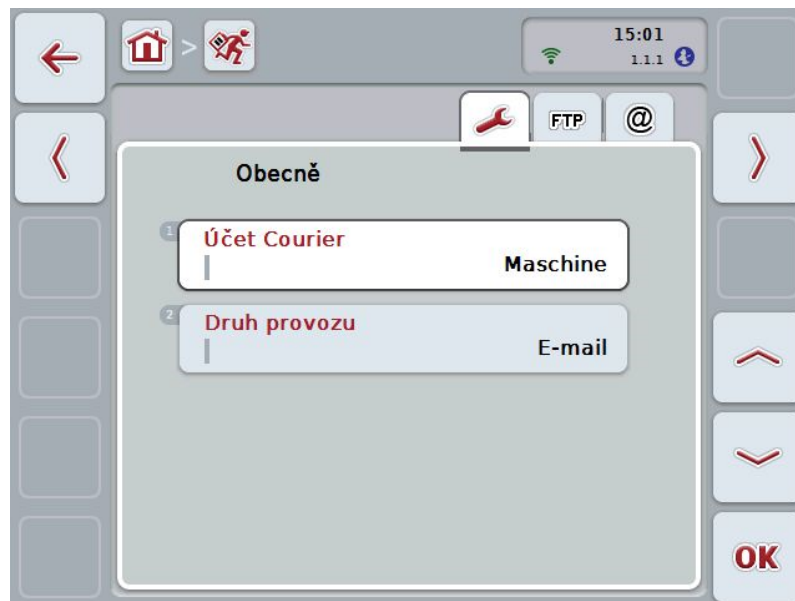 >
15:01
1.1.1
FTP
@
Obecně
1
Účet Courier
Maschine
2
Druh provozu
E-mail
OK